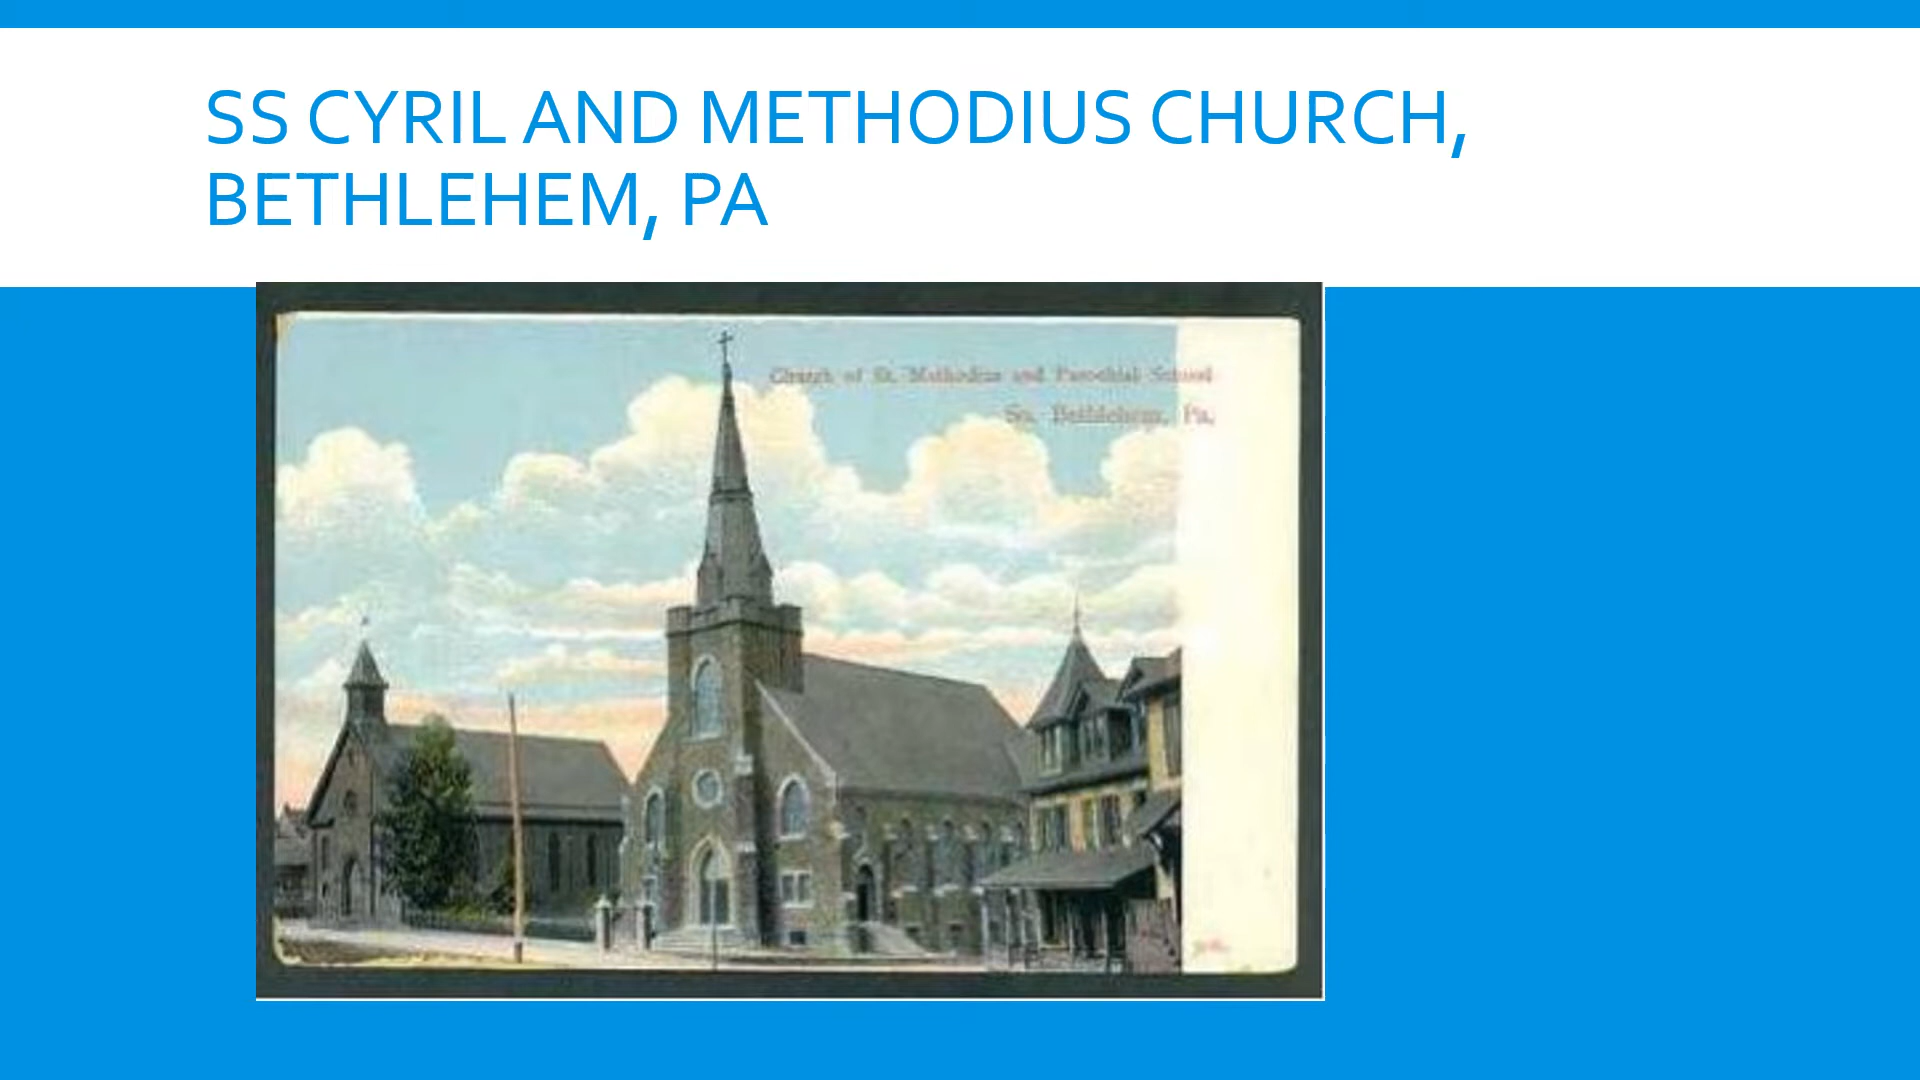 SS CYRIL AND METHODIUS CHURCH,
BETHLEHEM, PA
Church of St. Methodius and Parochial School
So. Bethlehem, Pa.